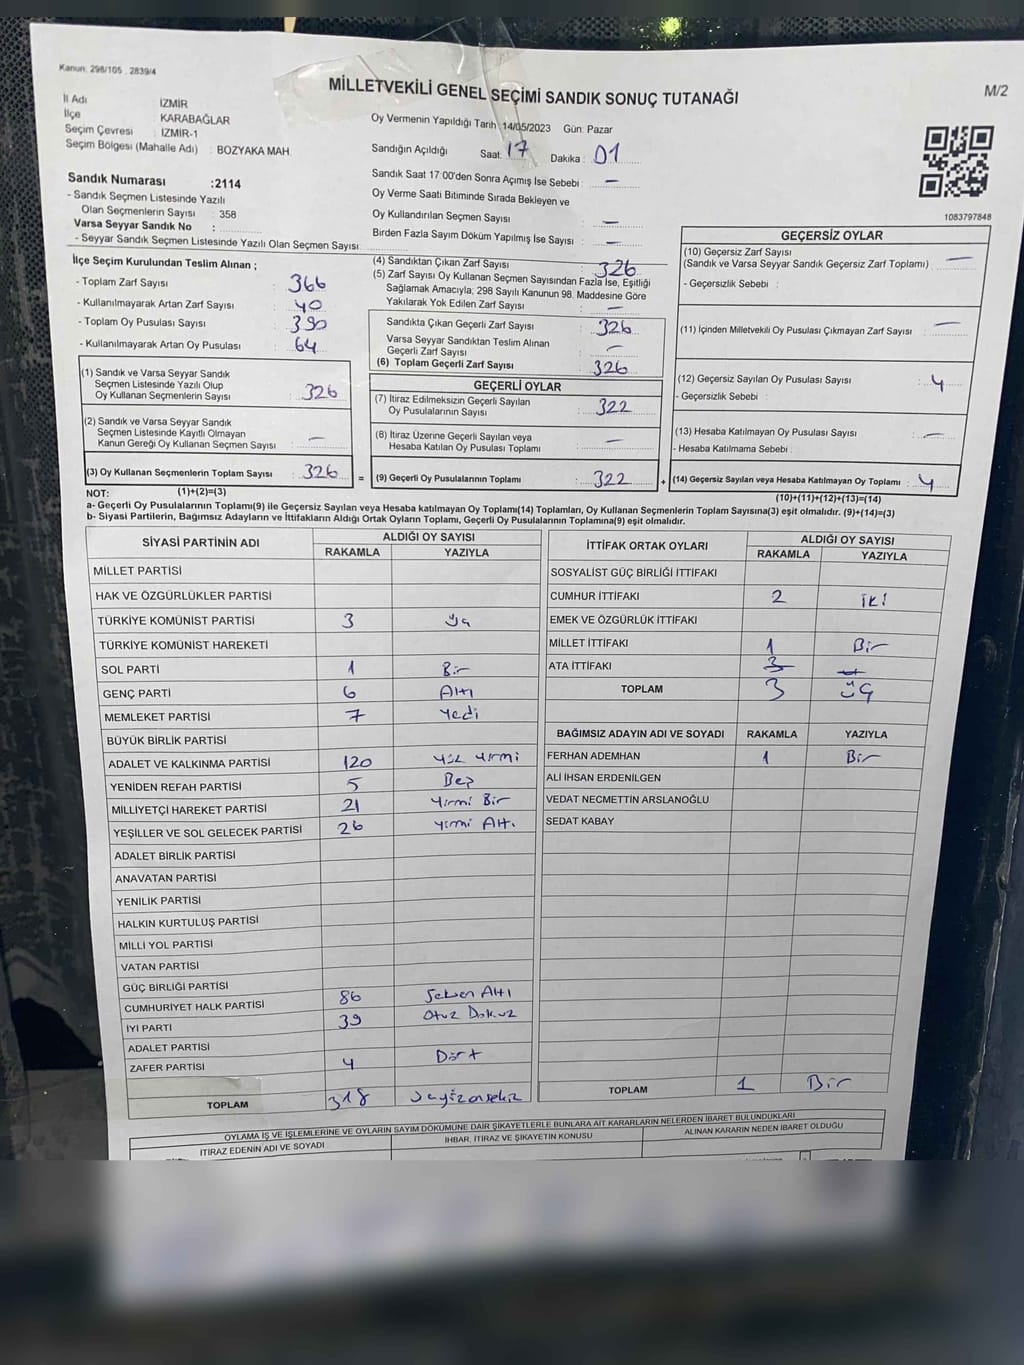 Kanun: 298/105 , 2839/4
MİLLETVEKİLİ GENEL SEÇİMİ SANDIK SONUÇ TUTANAĞI
M/2
İl Adı İZMİR
İlçe KARABAĞLAR
Seçim Çevresi : İZMİR-1
Seçim Bölgesi (Mahalle Adı) : BOZYAKA MAH.
Sandık Numarası :2114
- Sandık Seçmen Listesinde Yazılı
Olan Seçmenlerin Sayısı : 358
Varsa Seyyar Sandık No :
- Seyyar Sandık Seçmen Listesinde Yazılı Olan Seçmen Sayısı:
Oy Vermenin Yapıldığı Tarih: 14/05/2023 Gün: Pazar
Sandığın Açıldığı Saat: 17 Dakika : 01
Sandık Saat 17:00'den Sonra Açımış İse Sebebi : —
Oy Verme Saati Bitiminde Sırada Bekleyen ve
Oy Kullandırılan Seçmen Sayısı : —
Birden Fazla Sayım Döküm Yapılmış İse Sayısı : —
1083797848
İlçe Seçim Kurulundan Teslim Alınan ;
- Toplam Zarf Sayısı : 366
- Kullanılmayarak Artan Zarf Sayısı : 40
- Toplam Oy Pusulası Sayısı : 390
- Kullanılmayarak Artan Oy Pusulası : 64
(1) Sandık ve Varsa Seyyar Sandık
Seçmen Listesinde Yazılı Olup
Oy Kullanan Seçmenlerin Sayısı : 326
(2) Sandık ve Varsa Seyyar Sandık
Seçmen Listesinde Kayıtlı Olmayan
Kanun Gereği Oy Kullanan Seçmen Sayısı : —
(3) Oy Kullanan Seçmenlerin Toplam Sayısı : 326 =
(4) Sandıktan Çıkan Zarf Sayısı : 326
(5) Zarf Sayısı Oy Kullanan Seçmen Sayısından Fazla İse, Eşitliği
Sağlamak Amacıyla; 298 Sayılı Kanunun 98. Maddesine Göre
Yakılarak Yok Edilen Zarf Sayısı : —
Sandıkta Çıkan Geçerli Zarf Sayısı : 326
Varsa Seyyar Sandıktan Teslim Alınan
Geçerli Zarf Sayısı : —
(6) Toplam Geçerli Zarf Sayısı : 326
GEÇERLİ OYLAR
(7) İtiraz Edilmeksizin Geçerli Sayılan
Oy Pusulalarının Sayısı : 322
(8) İtiraz Üzerine Geçerli Sayılan veya
Hesaba Katılan Oy Pusulası Toplamı : —
(9) Geçerli Oy Pusulalarının Toplamı : 322 +
GEÇERSİZ OYLAR
(10) Geçersiz Zarf Sayısı
(Sandık ve Varsa Seyyar Sandık Geçersiz Zarf Toplamı) : —
- Geçersizlik Sebebi :
(11) İçinden Milletvekili Oy Pusulası Çıkmayan Zarf Sayısı : —
(12) Geçersiz Sayılan Oy Pusulası Sayısı : 4
- Geçersizlik Sebebi :
(13) Hesaba Katılmayan Oy Pusulası Sayısı : —
- Hesaba Katılmama Sebebi :
(14) Geçersiz Sayılan veya Hesaba Katılmayan Oy Toplamı : 4
NOT: (1)+(2)=(3)
(10)+(11)+(12)+(13)=(14)
a- Geçerli Oy Pusulalarının Toplamı(9) ile Geçersiz Sayılan veya Hesaba katılmayan Oy Toplamı(14) Toplamları, Oy Kullanan Seçmenlerin Toplam Sayısına(3) eşit olmalıdır. (9)+(14)=(3)
b- Siyasi Partilerin, Bağımsız Adayların ve İttifakların Aldığı Ortak Oyların Toplamı, Geçerli Oy Pusulalarının Toplamına(9) eşit olmalıdır.
SİYASİ PARTİNİN ADI ALDIĞI OY SAYISI
RAKAMLA YAZIYLA
MİLLET PARTİSİ
HAK VE ÖZGÜRLÜKLER PARTİSİ
TÜRKİYE KOMÜNİST PARTİSİ 3 Üç
TÜRKİYE KOMÜNİST HAREKETİ
SOL PARTİ 1 Bir
GENÇ PARTİ 6 Altı
MEMLEKET PARTİSİ 7 Yedi
BÜYÜK BİRLİK PARTİSİ
ADALET VE KALKINMA PARTİSİ 120 Yüz Yirmi
YENİDEN REFAH PARTİSİ 5 Beş
MİLLİYETÇİ HAREKET PARTİSİ 21 Yirmi Bir
YEŞİLLER VE SOL GELECEK PARTİSİ 26 Yirmi Altı
ADALET BİRLİK PARTİSİ
ANAVATAN PARTİSİ
YENİLİK PARTİSİ
HALKIN KURTULUŞ PARTİSİ
MİLLİ YOL PARTİSİ
VATAN PARTİSİ
GÜÇ BİRLİĞİ PARTİSİ
CUMHURİYET HALK PARTİSİ 86 Seksen Altı
İYİ PARTİ 39 Otuz Dokuz
ADALET PARTİSİ
ZAFER PARTİSİ 4 Dört
TOPLAM 318
İTTİFAK ORTAK OYLARI ALDIĞI OY SAYISI
RAKAMLA YAZIYLA
SOSYALİST GÜÇ BİRLİĞİ İTTİFAKI
CUMHUR İTTİFAKI 2 İki
EMEK VE ÖZGÜRLÜK İTTİFAKI
MİLLET İTTİFAKI 1 Bir
ATA İTTİFAKI 3
TOPLAM 3 Üç
BAĞIMSIZ ADAYIN ADI VE SOYADI RAKAMLA YAZIYLA
FERHAN ADEMHAN 1 Bir
ALİ İHSAN ERDENİLGEN
VEDAT NECMETTİN ARSLANOĞLU
SEDAT KABAY
TOPLAM 1 Bir
OYLAMA İŞ VE İŞLEMLERİNE VE OYLARIN SAYIM DÖKÜMÜNE DAİR ŞİKAYETLERLE BUNLARA AİT KARARLARIN NELERDEN İBARET BULUNDUKLARI
İTİRAZ EDENİN ADI VE SOYADI İHBAR, İTİRAZ VE ŞİKAYETİN KONUSU ALINAN KARARIN NEDEN İBARET OLDUĞU